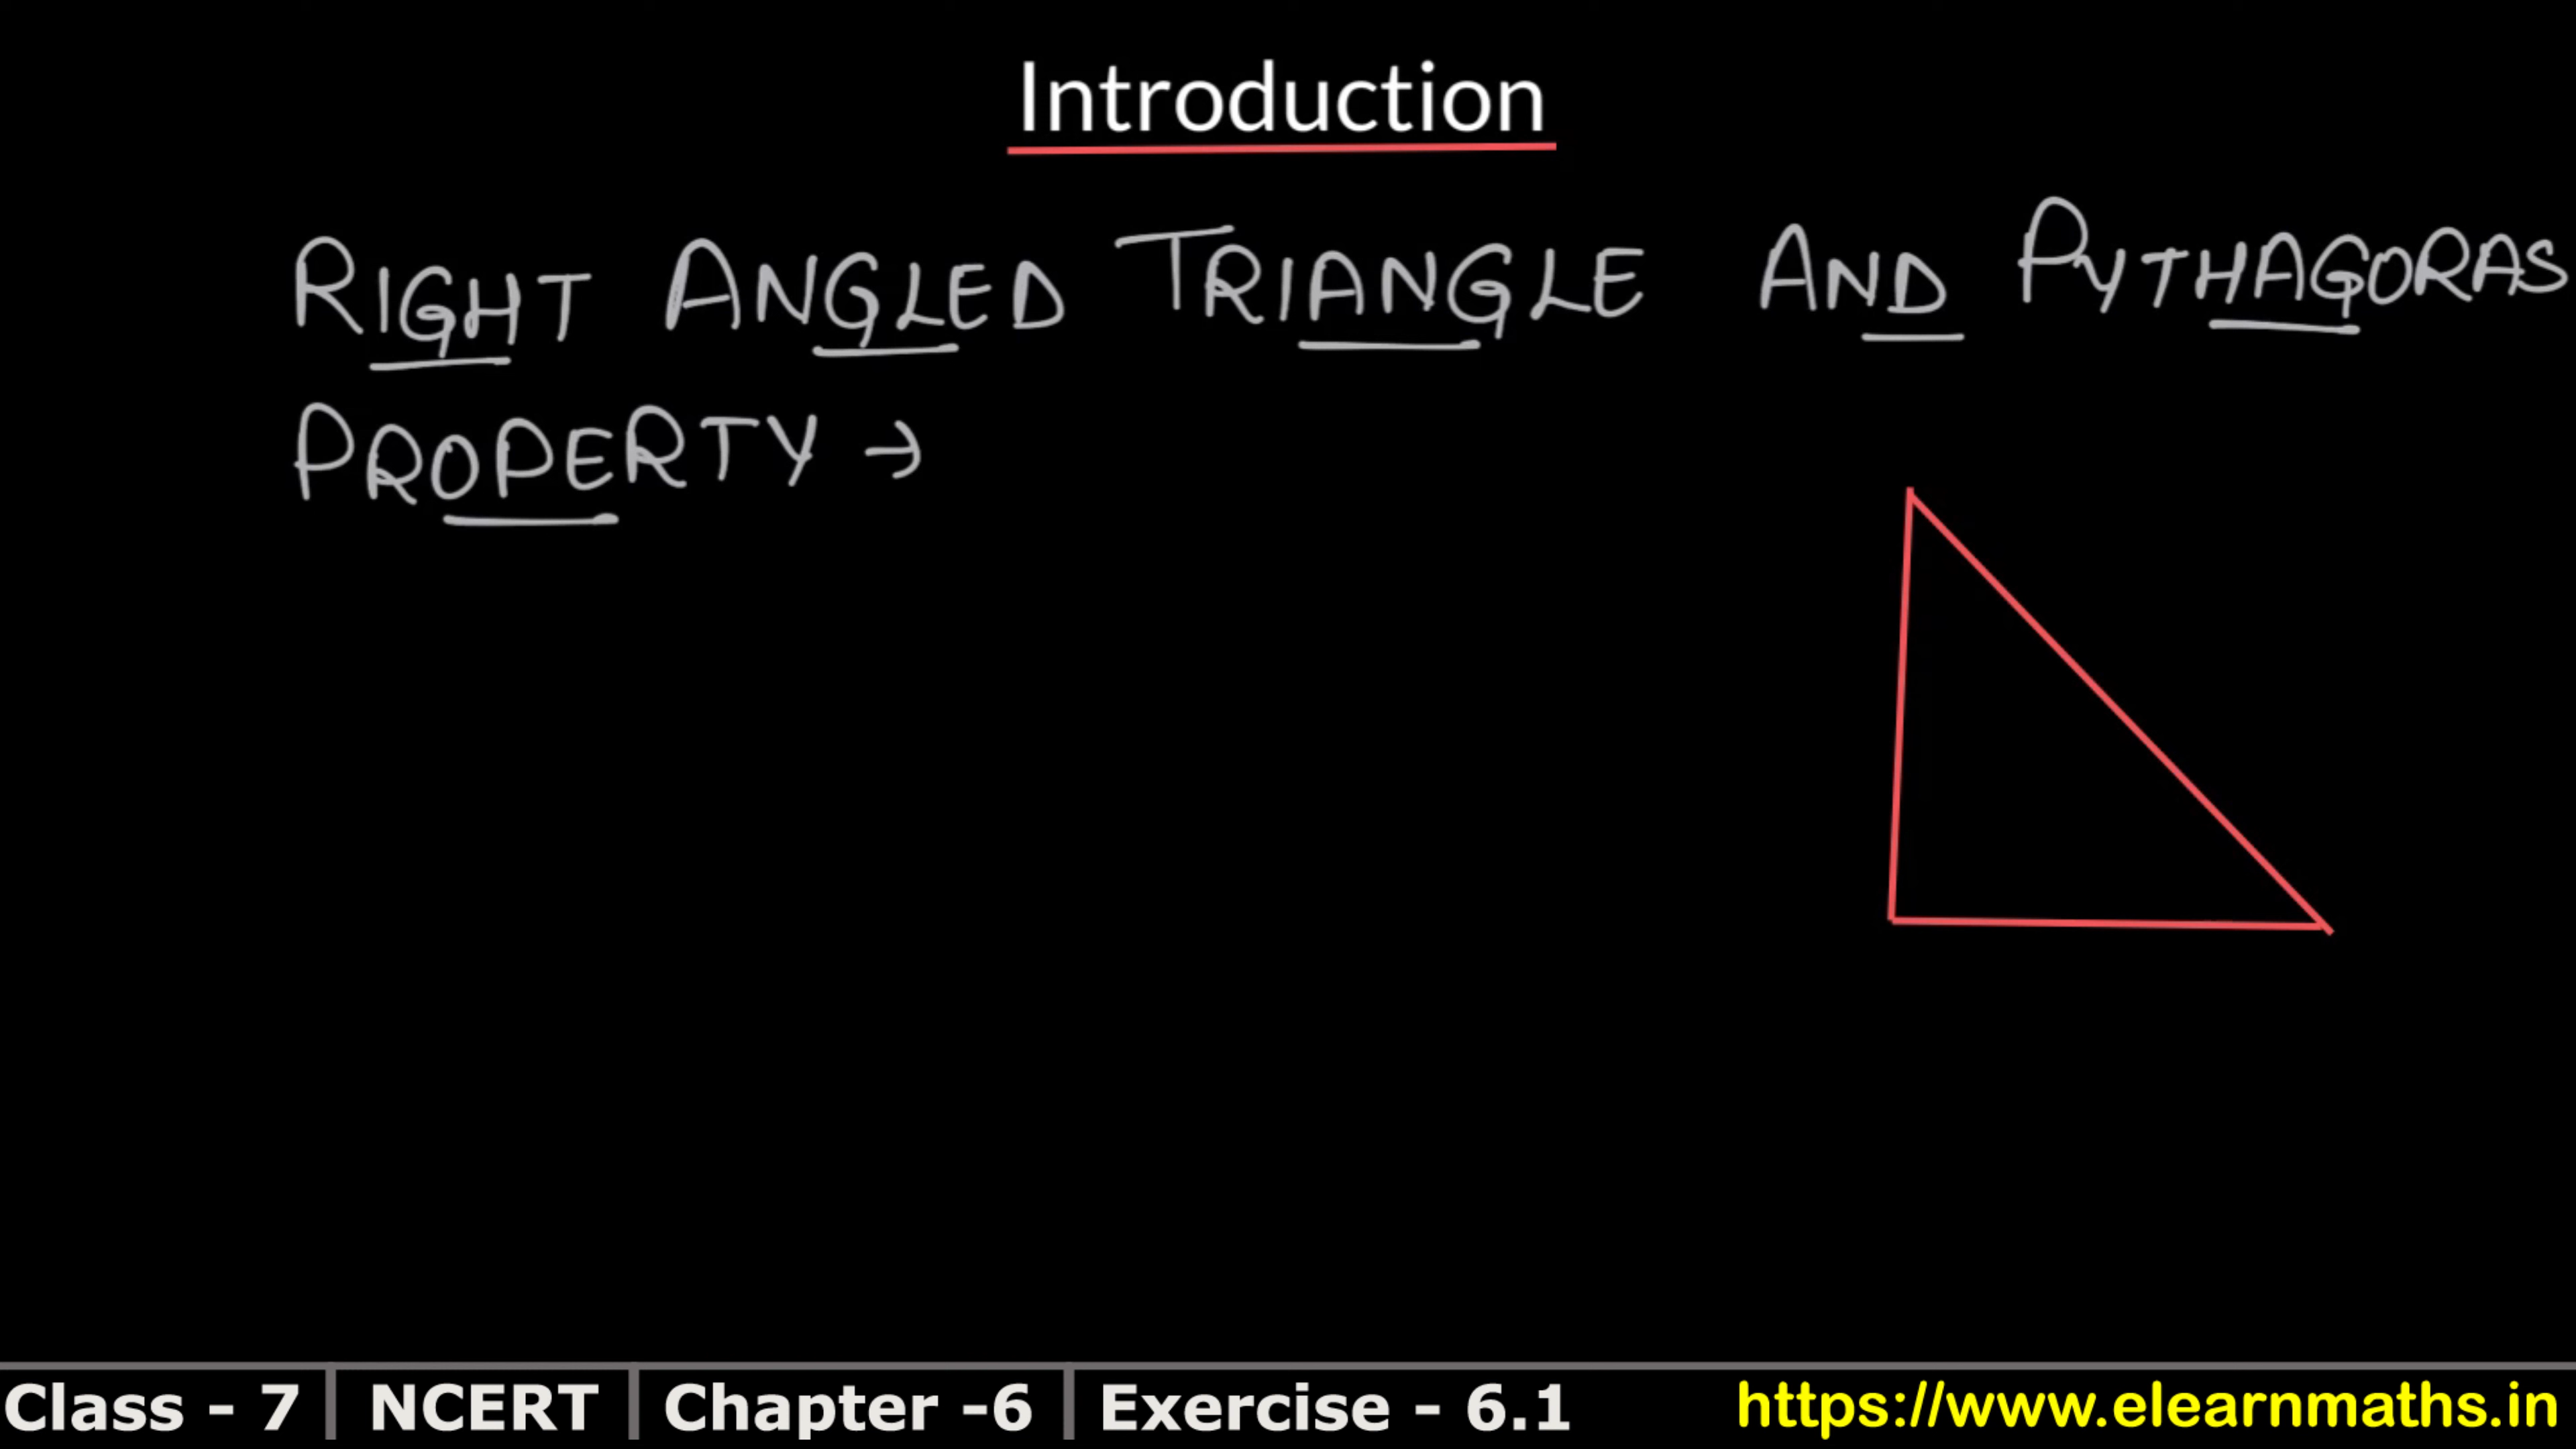 Introduction
RIGHT ANGLED TRIANGLE AND PYTHAGORAS
PROPERTY →
Class - 7 | NCERT | Chapter -6 | Exercise - 6.1 https://www.elearnmaths.in